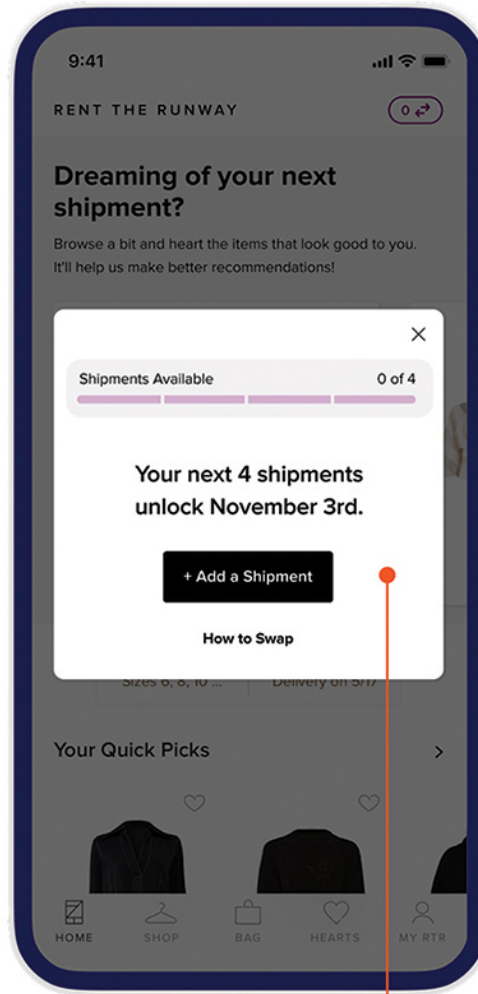 9:41
RENT THE RUNWAY
0
Dreaming of your next
shipment?
Browse a bit and heart the items that look good to you.
It'll help us make better recommendations!
Shipments Available 0 of 4
Your next 4 shipments
unlock November 3rd.
+ Add a Shipment
How to Swap
Sizes 6, 8, 10 ... Delivery on 5/17
Your Quick Picks
HOME SHOP BAG HEARTS MY RTR